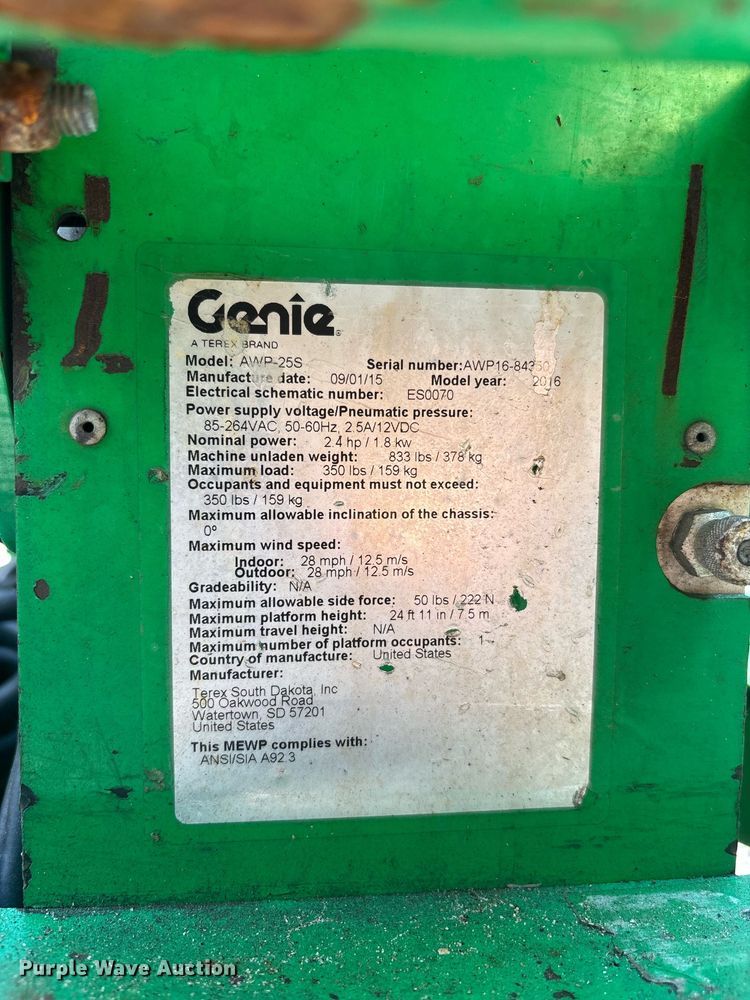 Genie
A TEREX BRAND
Model: AWP-25S Serial number: AWP16-84350
Manufacture date: 09/01/15 Model year: 2016
Electrical schematic number: ES0070
Power supply voltage/Pneumatic pressure:
85-264VAC, 50-60Hz, 2.5A/12VDC
Nominal power: 2.4 hp / 1.8 kw
Machine unladen weight: 833 lbs / 378 kg
Maximum load: 350 lbs / 159 kg
Occupants and equipment must not exceed:
350 lbs / 159 kg
Maximum allowable inclination of the chassis:
0º
Maximum wind speed:
Indoor: 28 mph / 12.5 m/s
Outdoor: 28 mph / 12.5 m/s
Gradeability: N/A
Maximum allowable side force: 50 lbs / 222 N
Maximum platform height: 24 ft 11 in / 7.5 m
Maximum travel height: N/A
Maximum number of platform occupants: 1
Country of manufacture: United States
Manufacturer:
Terex South Dakota, Inc
500 Oakwood Road
Watertown, SD 57201
United States
This MEWP complies with:
ANSI/SIA A92.3
Purple Wave Auction